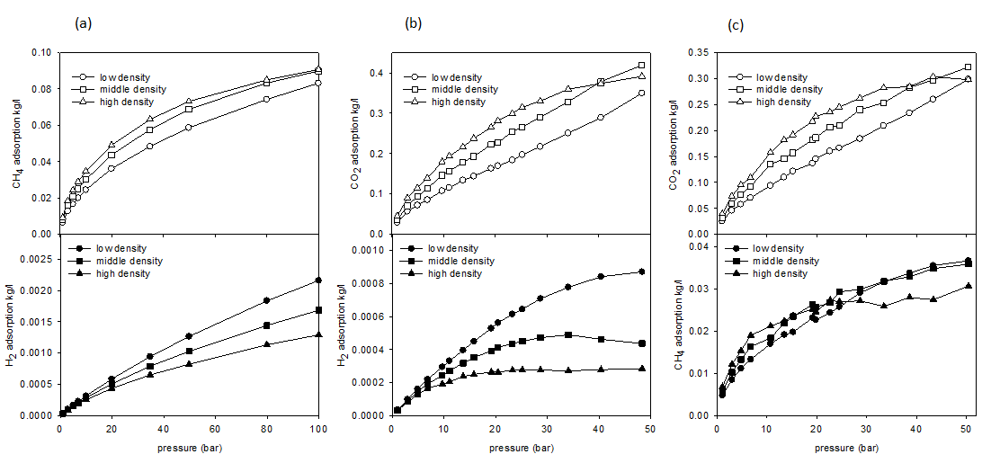 (a)
(b)
(c)
0.10
0.08
0.06
0.04
0.02
0.00
CH4 adsorption kg/l
low density
middle density
high density
0.4
0.3
0.2
0.1
0.0
CO2 adsorption kg/l
low density
middle density
high density
0.35
0.30
0.25
0.20
0.15
0.10
0.05
0.00
CO2 adsorption kg/l
low density
middle density
high density
0.0025
0.0020
0.0015
0.0010
0.0005
0.0000
H2 adsorption kg/l
low density
middle density
high density
0 20 40 60 80 100
pressure (bar)
0.0010
0.0008
0.0006
0.0004
0.0002
0.0000
H2 adsorption kg/l
low density
middle density
high density
0 10 20 30 40 50
pressure (bar)
0.04
0.03
0.02
0.01
0.00
CH4 adsorption kg/l
low density
middle density
high density
0 10 20 30 40 50
pressure (bar)